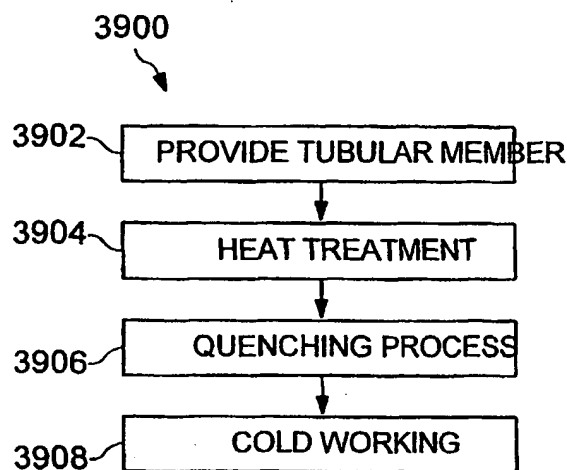 3900
3902 PROVIDE TUBULAR MEMBER
3904 HEAT TREATMENT
3906 QUENCHING PROCESS
3908 COLD WORKING